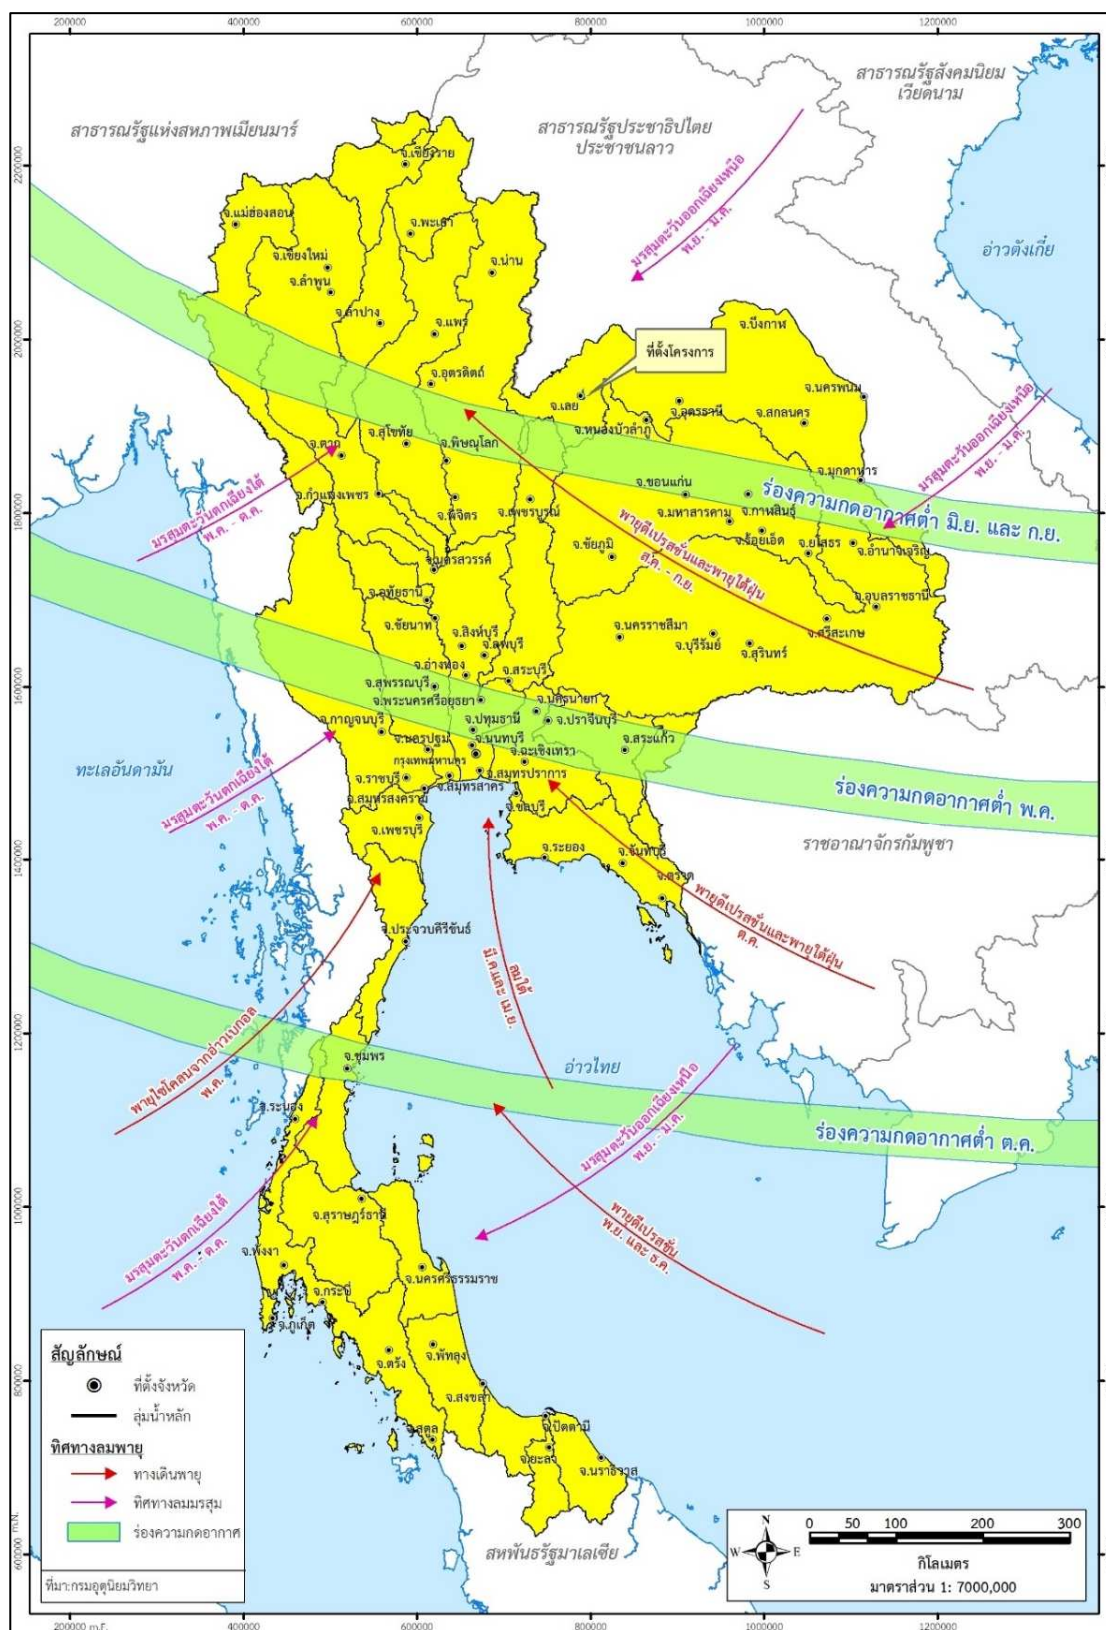 200000 400000 600000 800000 1000000 1200000
สาธารณรัฐสังคมนิยม
เวียดนาม
สาธารณรัฐแห่งสหภาพเมียนมาร์
สาธารณรัฐประชาธิปไตย
ประชาชนลาว
2200000
จ.เชียงราย
มรสุมตะวันออกเฉียงเหนือ
พ.ย. - ม.ค.
จ.แม่ฮ่องสอน
จ.พะเยา
อ่าวตังเกี๋ย
จ.เชียงใหม่
จ.น่าน
จ.ลำพูน
จ.ลำปาง
จ.แพร่
จ.บึงกาฬ
2000000
ที่ตั้งโครงการ
จ.อุตรดิตถ์
จ.นครพนม
จ.เลย
จ.อุดรธานี
จ.สกลนคร
มรสุมตะวันออกเฉียงเหนือ
พ.ย. - ม.ค.
จ.หนองบัวลำภู
จ.สุโขทัย
จ.ตาก
จ.พิษณุโลก
จ.มุกดาหาร
จ.ขอนแก่น
ร่องความกดอากาศต่ำ มิ.ย. และ ก.ย.
มรสุมตะวันตกเฉียงใต้
พ.ค. - ต.ค.
จ.กำแพงเพชร
จ.พิจิตร
จ.เพชรบูรณ์
จ.มหาสารคาม
จ.กาฬสินธุ์
1800000
จ.ร้อยเอ็ด
จ.ยโสธร
จ.อำนาจเจริญ
พายุดีเปรสชั่นและพายุใต้ฝุ่น
ส.ค. - ก.ย.
จ.ชัยภูมิ
จ.นครสวรรค์
จ.อุทัยธานี
จ.อุบลราชธานี
จ.ชัยนาท
จ.สิงห์บุรี
จ.ลพบุรี
จ.นครราชสีมา
จ.บุรีรัมย์
จ.สุรินทร์
จ.ศรีสะเกษ
จ.อ่างทอง
จ.สระบุรี
1600000
จ.สุพรรณบุรี
จ.พระนครศรีอยุธยา
จ.นครนายก
จ.กาญจนบุรี
จ.ปทุมธานี
จ.ปราจีนบุรี
จ.นครปฐม
จ.นนทบุรี
จ.ฉะเชิงเทรา
จ.สระแก้ว
กรุงเทพมหานคร
ทะเลอันดามัน
มรสุมตะวันตกเฉียงใต้
พ.ค. - ต.ค.
จ.ราชบุรี
จ.สมุทรปราการ
จ.สมุทรสาคร
จ.สมุทรสงคราม
จ.ชลบุรี
ร่องความกดอากาศต่ำ พ.ค.
จ.เพชรบุรี
จ.ระยอง
จ.จันทบุรี
ราชอาณาจักรกัมพูชา
1400000
จ.ตราด
พายุดีเปรสชั่นและพายุใต้ฝุ่น
ต.ค.
จ.ประจวบคีรีขันธ์
ลมใต้
มี.ค.และ เม.ย.
1200000
พายุไซโคลนจากอ่าวเบกอล
พ.ค.
จ.ชุมพร
อ่าวไทย
จ.ระนอง
มรสุมตะวันออกเฉียงเหนือ
พ.ย. - ม.ค.
ร่องความกดอากาศต่ำ ต.ค.
1000000
จ.สุราษฎร์ธานี
มรสุมตะวันตกเฉียงใต้
พ.ค. - ต.ค.
พายุดีเปรสชั่น
พ.ย. และ ธ.ค.
จ.พังงา
จ.นครศรีธรรมราช
จ.กระบี่
จ.ภูเก็ต
จ.ตรัง
จ.พัทลุง
800000
จ.สงขลา
จ.สตูล
จ.ปัตตานี
จ.ยะลา
จ.นราธิวาส
สัญลักษณ์
ที่ตั้งจังหวัด
ลุ่มน้ำหลัก
ทิศทางลมพายุ
ทางเดินพายุ
ทิศทางลมมรสุม
ร่องความกดอากาศ
ที่มา:กรมอุตุนิยมวิทยา
สหพันธรัฐมาเลเซีย
N
W E
S
0 50 100 200 300
กิโลเมตร
มาตราส่วน 1: 7000,000
600000 m.N.
200000 m.E. 400000 600000 800000 1000000 1200000